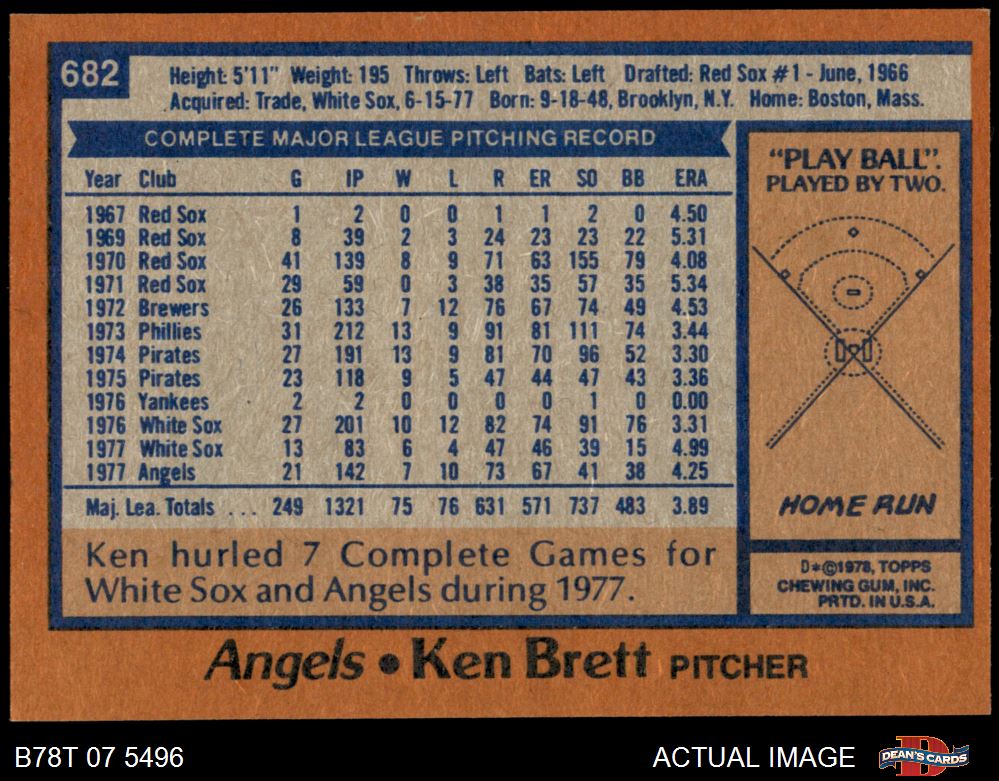 682
Height: 5'11" Weight: 195 Throws: Left Bats: Left Drafted: Red Sox #1 - June, 1966
Acquired: Trade, White Sox, 6-15-77 Born: 9-18-48, Brooklyn, N.Y. Home: Boston, Mass.
COMPLETE MAJOR LEAGUE PITCHING RECORD
Year Club G IP W L R ER SO BB ERA
1967 Red Sox 1 2 0 0 1 1 2 0 4.50
1969 Red Sox 8 39 2 3 24 23 23 22 5.31
1970 Red Sox 41 139 8 9 71 63 155 79 4.08
1971 Red Sox 29 59 0 3 38 35 57 35 5.34
1972 Brewers 26 133 7 12 76 67 74 49 4.53
1973 Phillies 31 212 13 9 91 81 111 74 3.44
1974 Pirates 27 191 13 9 81 70 96 52 3.30
1975 Pirates 23 118 9 5 47 44 47 43 3.36
1976 Yankees 2 2 0 0 0 0 1 0 0.00
1976 White Sox 27 201 10 12 82 74 91 76 3.31
1977 White Sox 13 83 6 4 47 46 39 15 4.99
1977 Angels 21 142 7 10 73 67 41 38 4.25
Maj. Lea. Totals . . . 249 1321 75 76 631 571 737 483 3.89
Ken hurled 7 Complete Games for
White Sox and Angels during 1977.
"PLAY BALL".
PLAYED BY TWO.
HOME RUN
D*©1978, TOPPS
CHEWING GUM, INC.
PRTD. IN U.S.A.
Angels • Ken Brett PITCHER
B78T 07 5496
ACTUAL IMAGE
DEAN'S CARDS